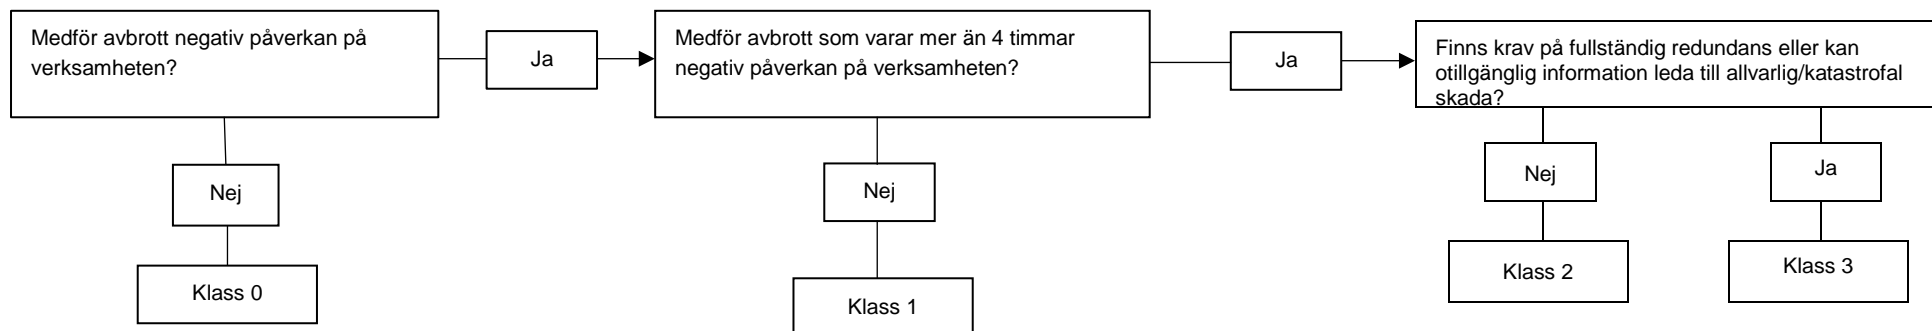 Medför avbrott negativ påverkan på
verksamheten?
Ja
Medför avbrott som varar mer än 4 timmar
negativ påverkan på verksamheten?
Ja
Finns krav på fullständig redundans eller kan
otillgänglig information leda till allvarlig/katastrofal
skada?
Nej
Nej
Nej
Ja
Klass 0
Klass 1
Klass 2
Klass 3